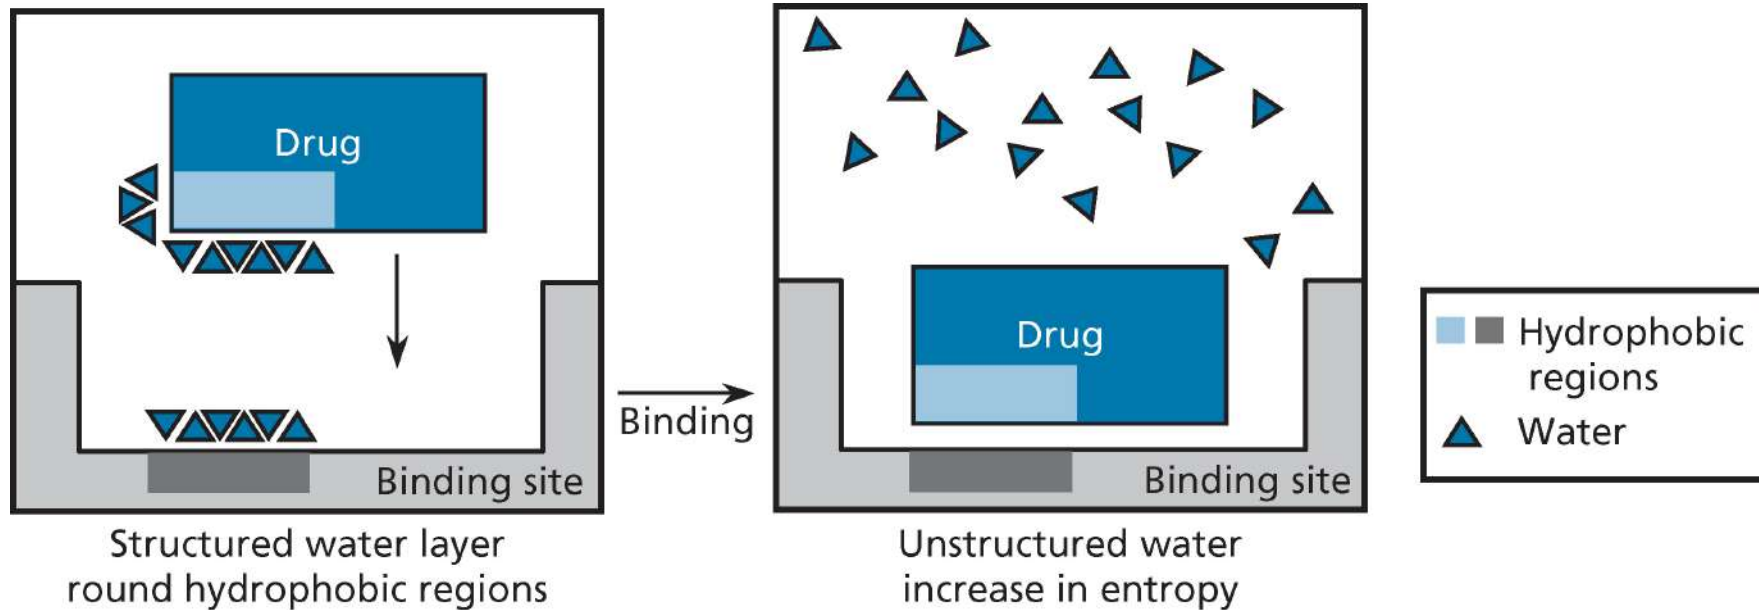 Drug
Binding site
Structured water layer
round hydrophobic regions
Binding
Drug
Binding site
Unstructured water
increase in entropy
Hydrophobic
regions
Water